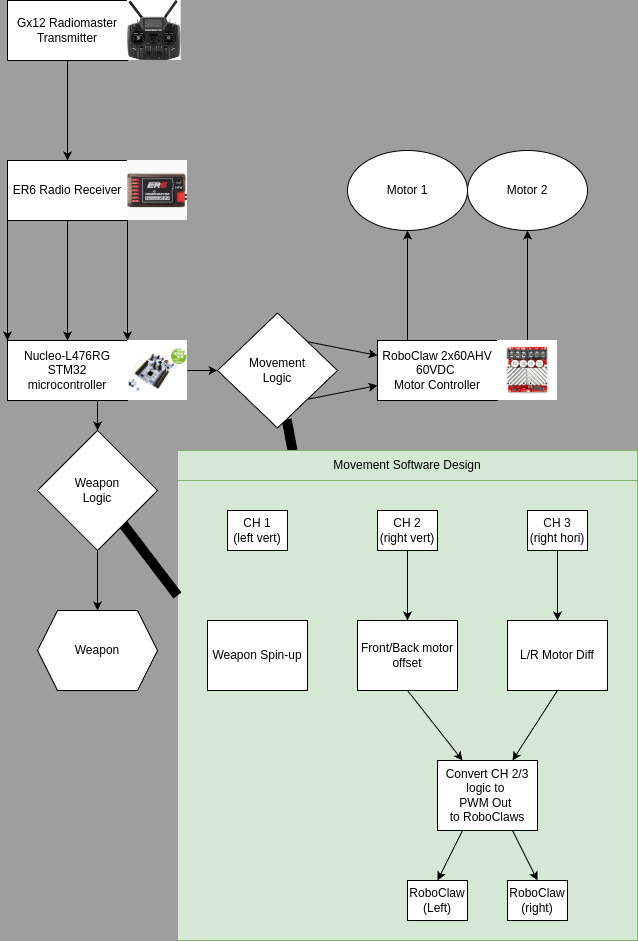 Gx12 Radiomaster
Transmitter
ER6 Radio Receiver
ER6
Motor 1
Motor 2
Nucleo-L476RG
STM32
microcontroller
Movement
Logic
RoboClaw 2x60AHV
60VDC
Motor Controller
Weapon
Logic
Weapon
Movement Software Design
CH 1
(left vert)
CH 2
(right vert)
CH 3
(right hori)
Weapon Spin-up
Front/Back motor
offset
L/R Motor Diff
Convert CH 2/3
logic to
PWM Out
to RoboClaws
RoboClaw
(Left)
RoboClaw
(right)